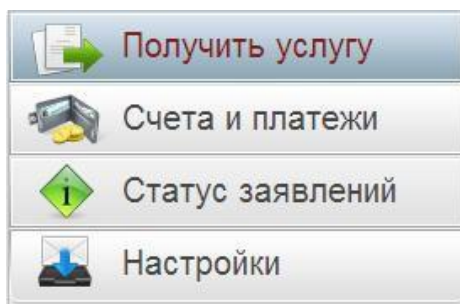 Получить услугу
Счета и платежи
Статус заявлений
Настройки